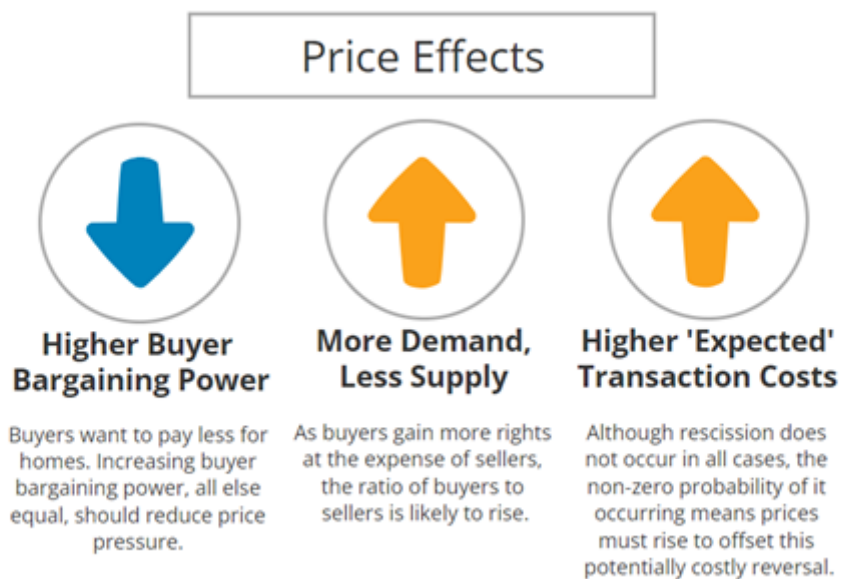 Price Effects
Higher Buyer
Bargaining Power
Buyers want to pay less for
homes. Increasing buyer
bargaining power, all else
equal, should reduce price
pressure.
More Demand,
Less Supply
As buyers gain more rights
at the expense of sellers,
the ratio of buyers to
sellers is likely to rise.
Higher 'Expected'
Transaction Costs
Although rescission does
not occur in all cases, the
non-zero probability of it
occurring means prices
must rise to offset this
potentially costly reversal.